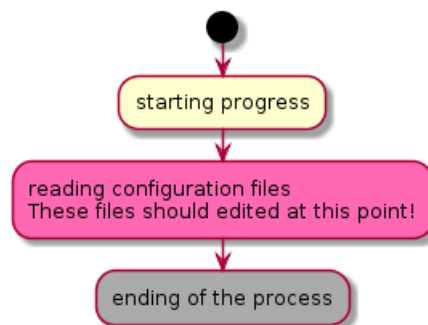 starting progress
reading configuration files
These files should edited at this point!
ending of the process